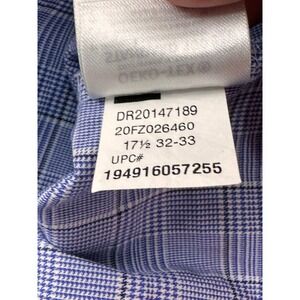 OEKO-TEX®
DR20147189
20FZ026460
17½ 32-33
UPC#
194916057255